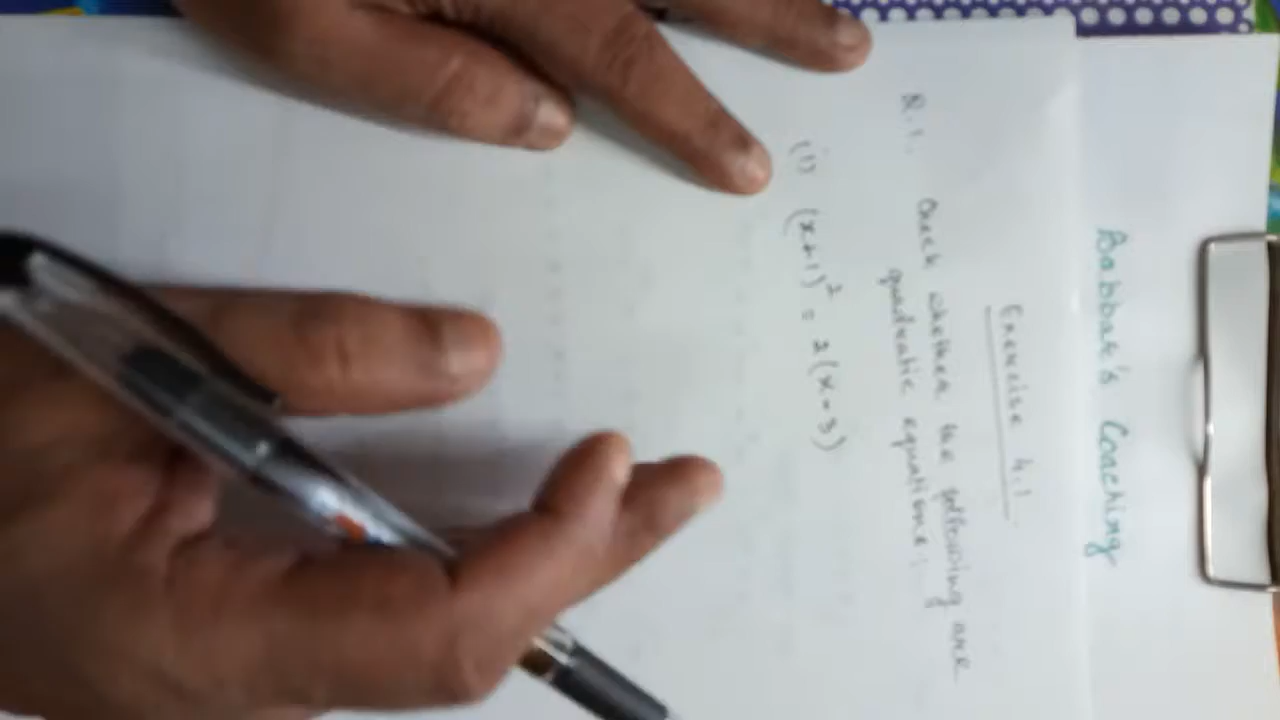 Babbar's Coaching
Exercise 4.1
Q.1. Check whether the following are
quadratic equations:
(i) (x+1)² = 2(x-3)